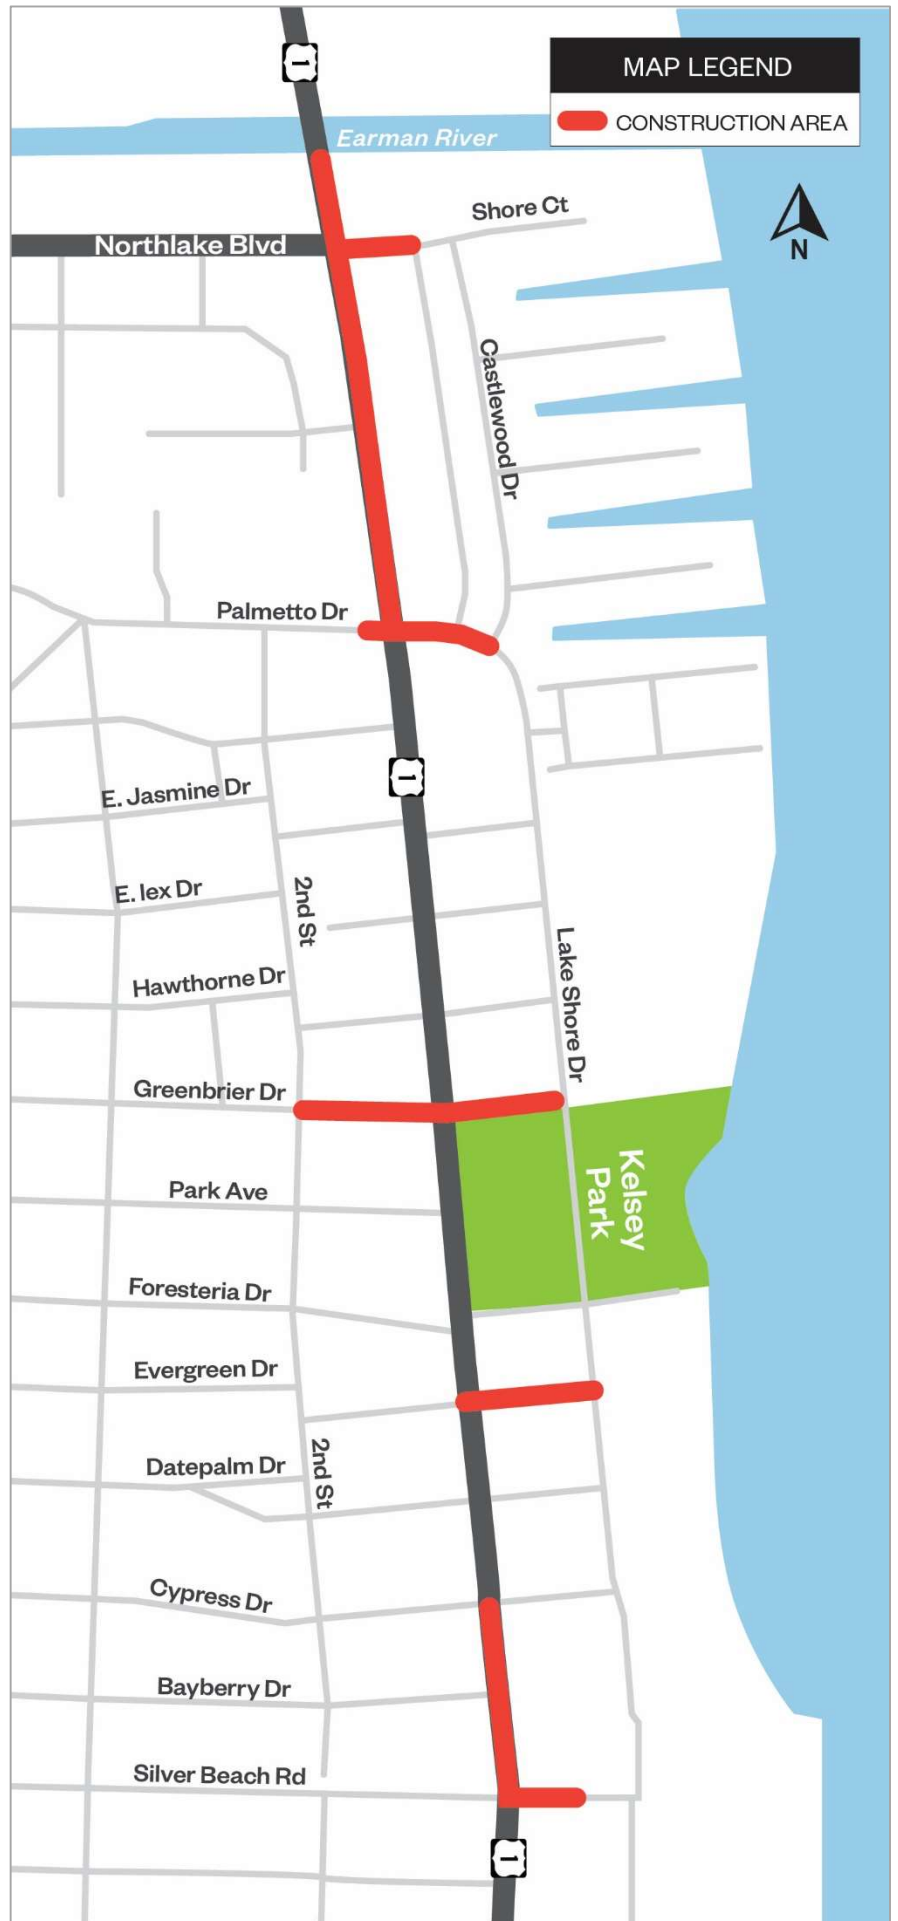 1
MAP LEGEND
CONSTRUCTION AREA
Earman River
N
Shore Ct
Northlake Blvd
Castlewood Dr
Palmetto Dr
1
E. Jasmine Dr
E. lex Dr
2nd St
Lake Shore Dr
Hawthorne Dr
Greenbrier Dr
Kelsey
Park
Park Ave
Foresteria Dr
Evergreen Dr
2nd St
Datepalm Dr
Cypress Dr
Bayberry Dr
Silver Beach Rd
1